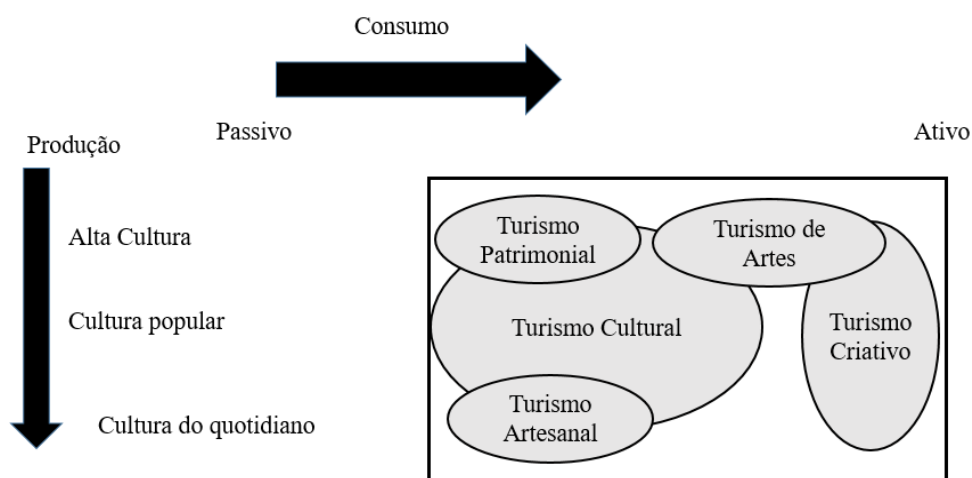 Consumo
Passivo
Ativo
Produção
Alta Cultura
Cultura popular
Cultura do quotidiano
Turismo
Patrimonial
Turismo de
Artes
Turismo Cultural
Turismo
Criativo
Turismo
Artesanal